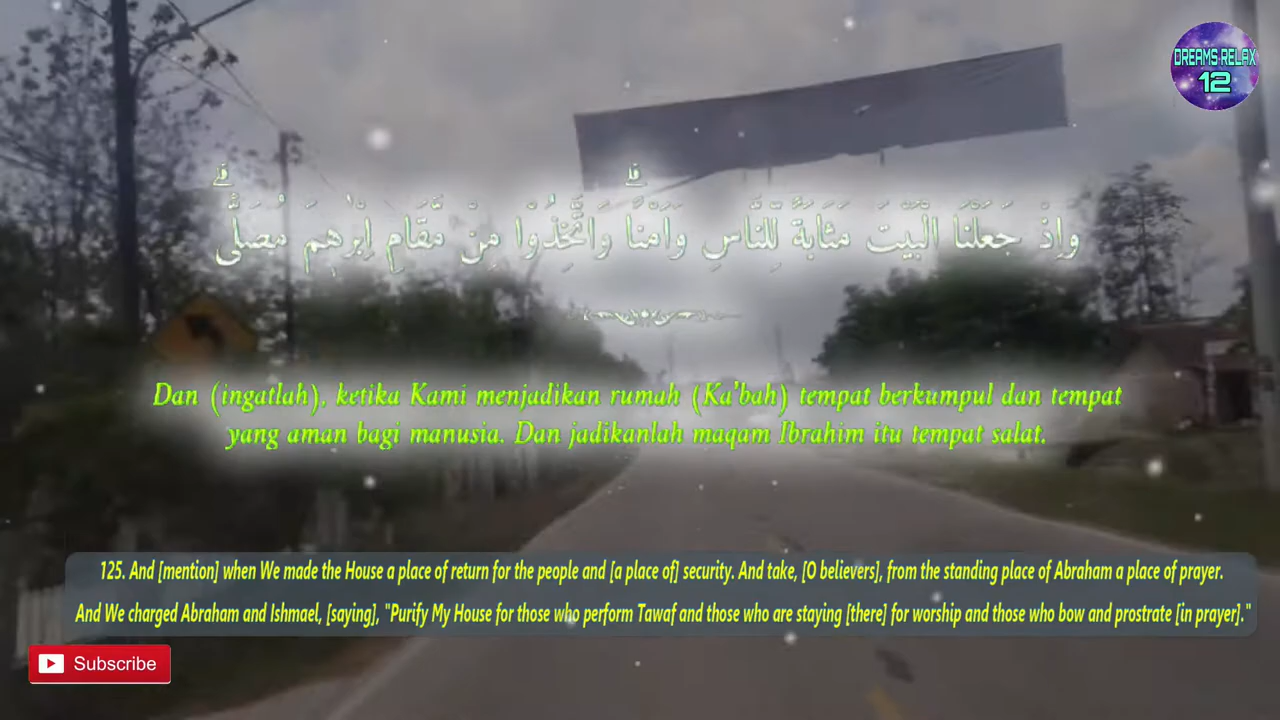 DREAMS RELAX
12
وَاِذْ جَعَلْنَا الْبَيْتَ مَثَابَةً لِّلنَّاسِ وَاَمْنًاۗ وَاتَّخِذُوْا مِنْ مَّقَامِ اِبْرٰهٖمَ مُصَلًّىۗ
Dan (ingatlah), ketika Kami menjadikan rumah (Ka'bah) tempat berkumpul dan tempat
yang aman bagi manusia. Dan jadikanlah maqam Ibrahim itu tempat salat.
125. And [mention] when We made the House a place of return for the people and [a place of] security. And take, [O believers], from the standing place of Abraham a place of prayer.
And We charged Abraham and Ishmael, [saying], "Purify My House for those who perform Tawaf and those who are staying [there] for worship and those who bow and prostrate [in prayer]."
Subscribe